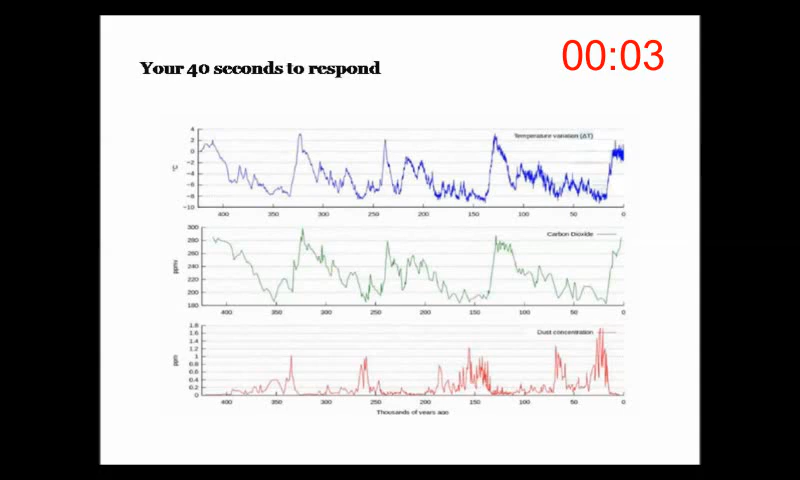 Your 40 seconds to respond
00:03
Temperature variation (ΔT)
4
2
0
−2
−4
−6
−8
−10
°C
400 350 300 250 200 150 100 50 0
Carbon Dioxide
300
280
260
240
220
200
180
ppmv
400 350 300 250 200 150 100 50 0
Dust concentration
1.8
1.6
1.4
1.2
1
0.8
0.6
0.4
0.2
0
ppm
400 350 300 250 200 150 100 50 0
Thousands of years ago